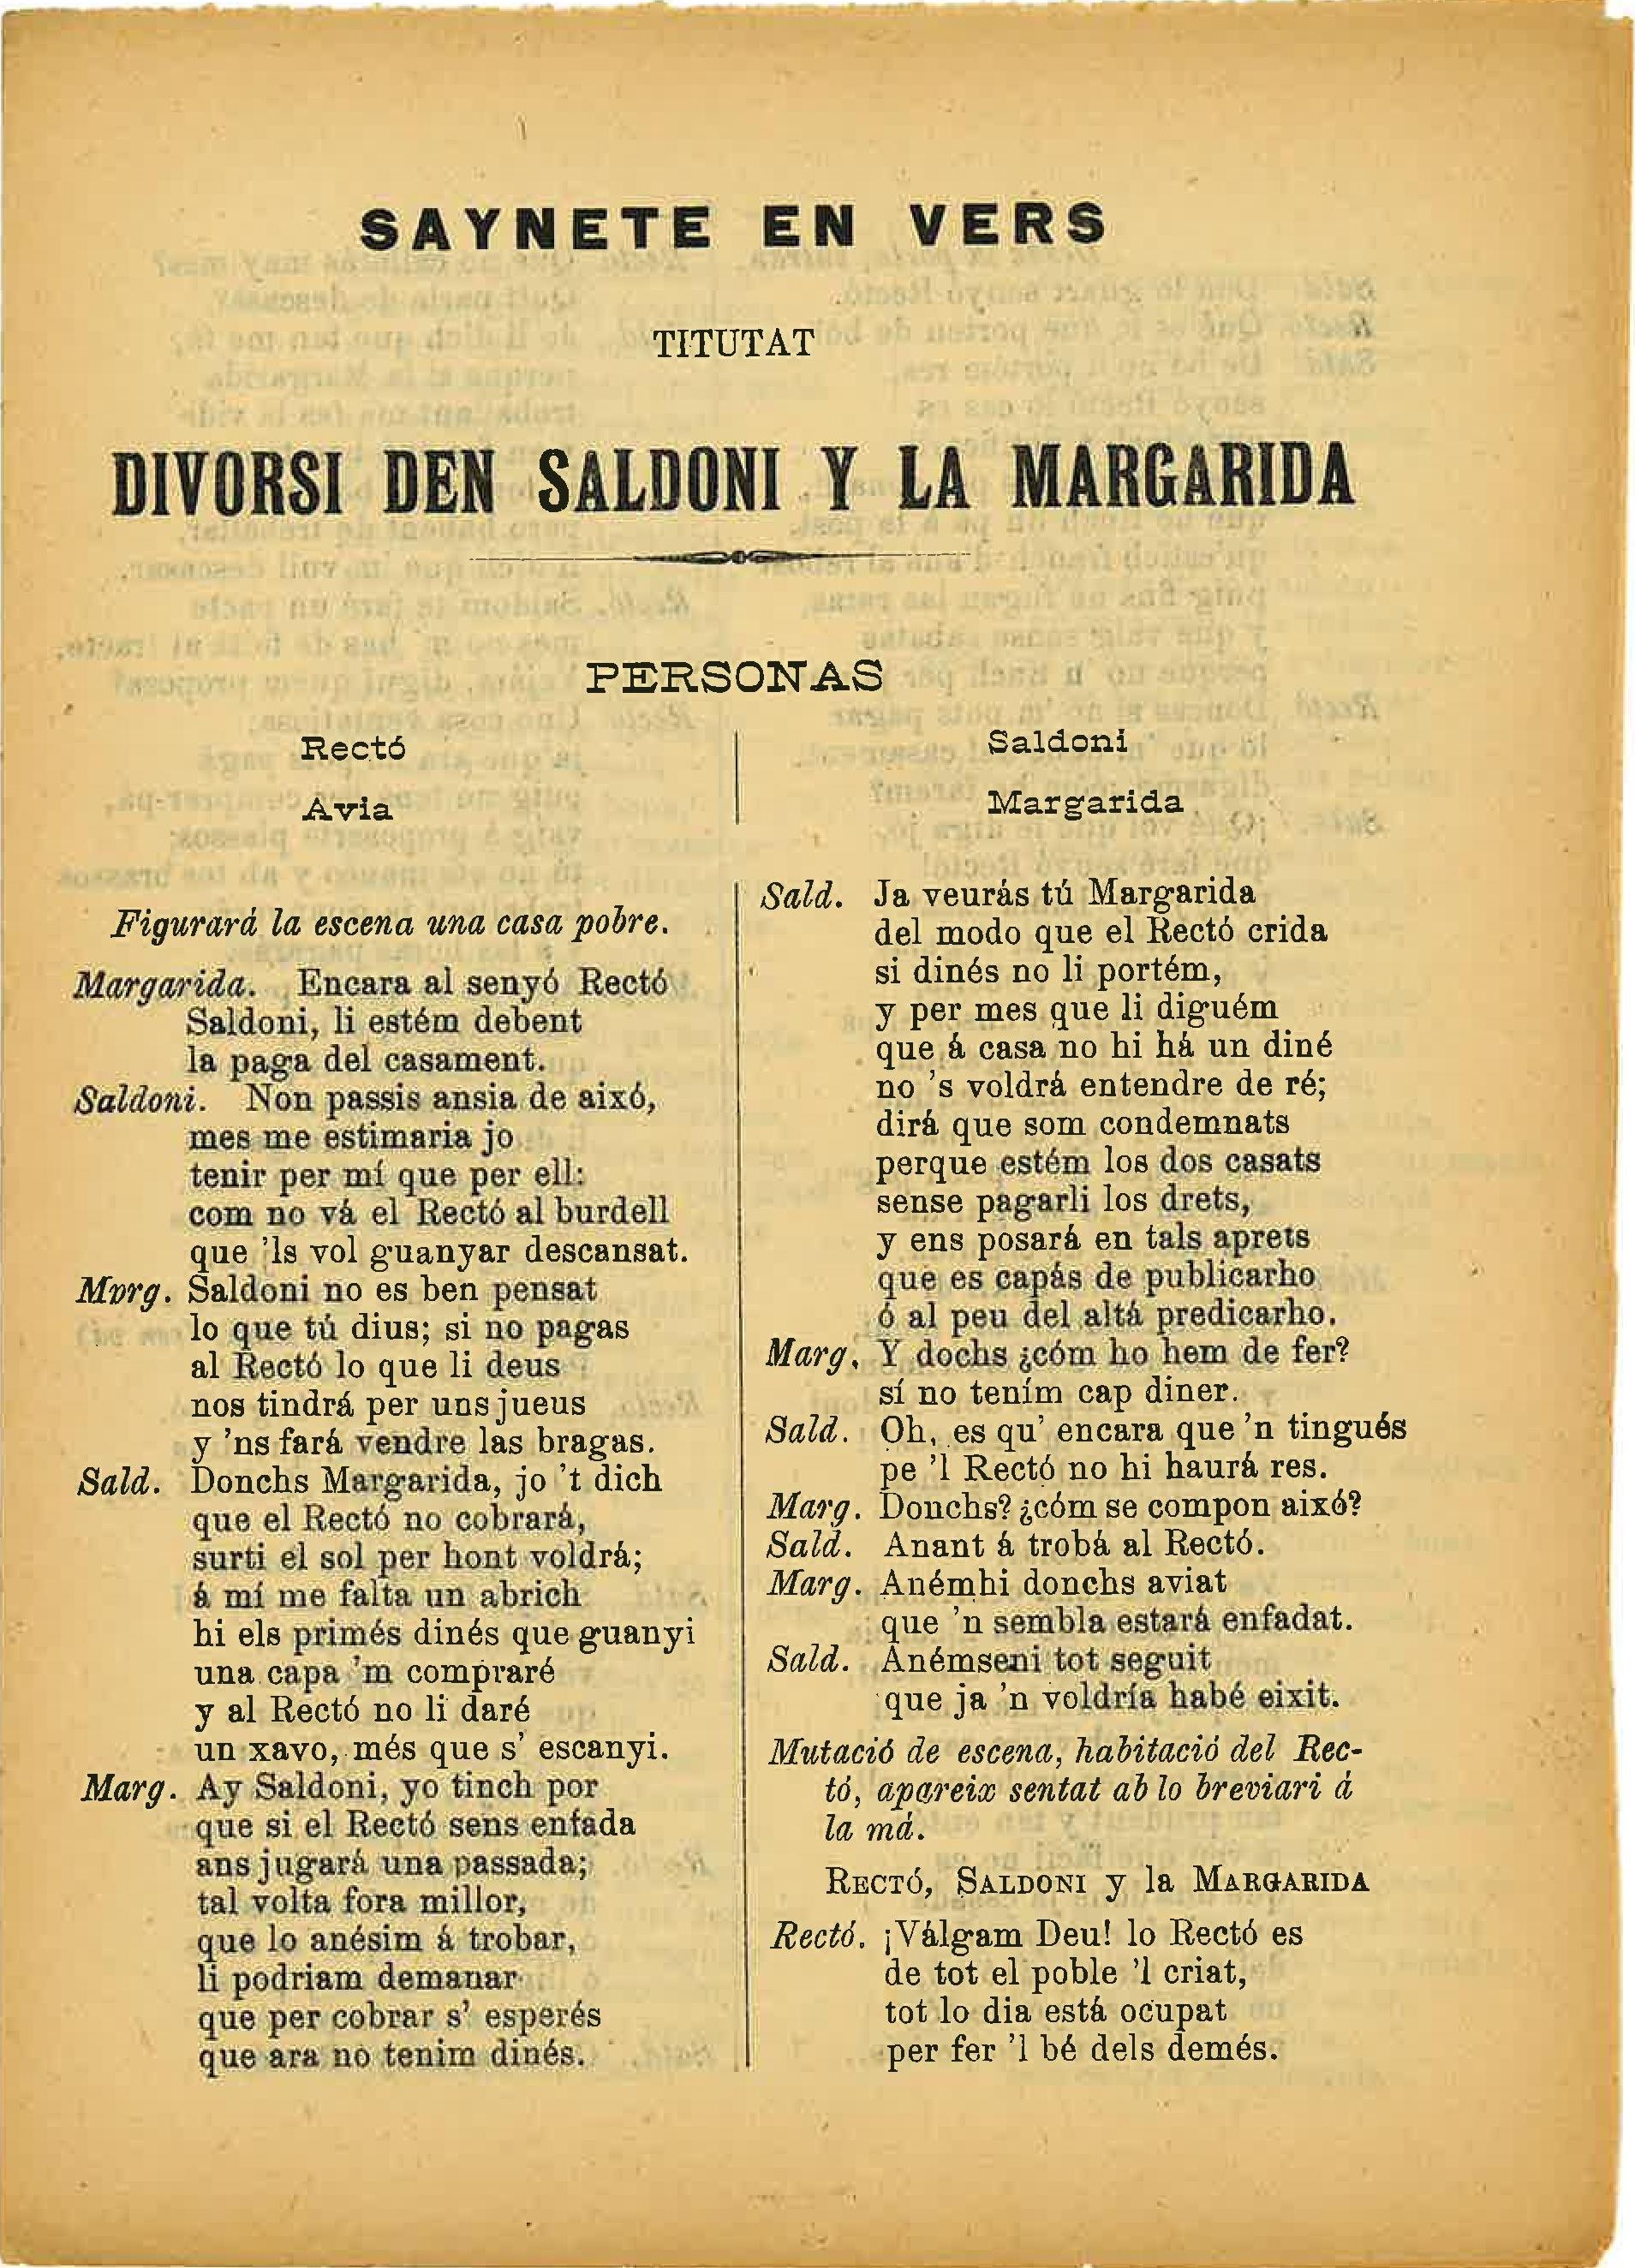 SAYNETE EN VERS
TITUTAT
DIVORSI DEN SALDONI Y LA MARGARIDA
PERSONAS
Rectó
Avia
Saldoni
Margarida
Figurará la escena una casa pobre.
Margarida. Encara al senyó Rectó
Saldoni, li estém debent
la paga del casament.
Saldoni. Non passis ansia de aixó,
mes me estimaria jo
tenir per mí que per ell:
com no vá el Rectó al burdell
que 'ls vol guanyar descansat.
Mvrg. Saldoni no es ben pensat
lo que tú dius; si no pagas
al Rectó lo que li deus
nos tindrá per uns jueus
y 'ns fará vendre las bragas.
Sald. Donchs Margarida, jo 't dich
que el Rectó no cobrará,
surti el sol per hont voldrá;
á mí me falta un abrich
hi els primés dinés que guanyi
una capa 'm compraré
y al Rectó no li daré
un xavo, més que s' escanyi.
Marg. Ay Saldoni, yo tinch por
que si el Rectó sens enfada
ans jugará una passada;
tal volta fora millor,
que lo anésim á trobar,
li podriam demanar
que per cobrar s' esperés
que ara no tenim dinés.
Sald. Ja veurás tú Margarida
del modo que el Rectó crida
si dinés no li portém,
y per mes que li diguém
que á casa no hi há un diné
no 's voldrá entendre de ré;
dirá que som condemnats
perque estém los dos casats
sense pagarli los drets,
y ens posará en tals aprets
que es capás de publicarho
ó al peu del altá predicarho.
Marg. Y dochs ¿cóm ho hem de fer?
sí no tením cap diner.
Sald. Oh, es qu' encara que 'n tingués
pe 'l Rectó no hi haurá res.
Marg. Donchs? ¿cóm se compon aixó?
Sald. Anant á trobá al Rectó.
Marg. Anémhi donchs aviat
que 'n sembla estará enfadat.
Sald. Anémseni tot seguit
que ja 'n voldría habé eixit.
Mutació de escena, habitació del Rec-
tó, apareix sentat ab lo breviari á
la má.
RECTÓ, SALDONI y la MARGARIDA
Rectó. ¡Válgam Deu! lo Rectó es
de tot el poble 'l criat,
tot lo dia está ocupat
per fer 'l bé dels demés.